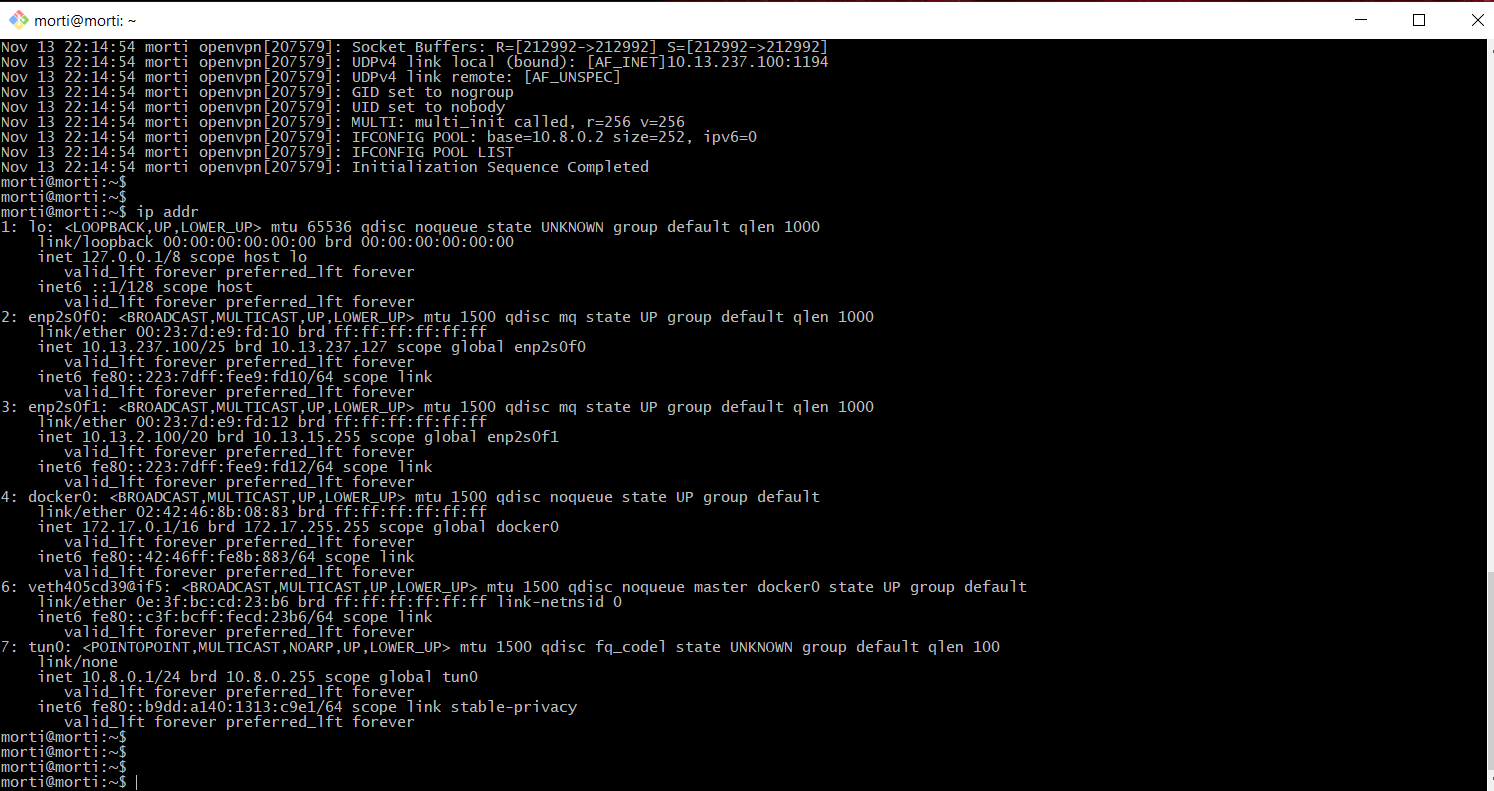 morti@morti: ~
Nov 13 22:14:54 morti openvpn[207579]: Socket Buffers: R=[212992->212992] S=[212992->212992]
Nov 13 22:14:54 morti openvpn[207579]: UDPv4 link local (bound): [AF_INET]10.13.237.100:1194
Nov 13 22:14:54 morti openvpn[207579]: UDPv4 link remote: [AF_UNSPEC]
Nov 13 22:14:54 morti openvpn[207579]: GID set to nogroup
Nov 13 22:14:54 morti openvpn[207579]: UID set to nobody
Nov 13 22:14:54 morti openvpn[207579]: MULTI: multi_init called, r=256 v=256
Nov 13 22:14:54 morti openvpn[207579]: IFCONFIG POOL: base=10.8.0.2 size=252, ipv6=0
Nov 13 22:14:54 morti openvpn[207579]: IFCONFIG POOL LIST
Nov 13 22:14:54 morti openvpn[207579]: Initialization Sequence Completed
morti@morti:~$
morti@morti:~$
morti@morti:~$ ip addr
1: lo: <LOOPBACK,UP,LOWER_UP> mtu 65536 qdisc noqueue state UNKNOWN group default qlen 1000
    link/loopback 00:00:00:00:00:00 brd 00:00:00:00:00:00
    inet 127.0.0.1/8 scope host lo
       valid_lft forever preferred_lft forever
    inet6 ::1/128 scope host
       valid_lft forever preferred_lft forever
2: enp2s0f0: <BROADCAST,MULTICAST,UP,LOWER_UP> mtu 1500 qdisc mq state UP group default qlen 1000
    link/ether 00:23:7d:e9:fd:10 brd ff:ff:ff:ff:ff:ff
    inet 10.13.237.100/25 brd 10.13.237.127 scope global enp2s0f0
       valid_lft forever preferred_lft forever
    inet6 fe80::223:7dff:fee9:fd10/64 scope link
       valid_lft forever preferred_lft forever
3: enp2s0f1: <BROADCAST,MULTICAST,UP,LOWER_UP> mtu 1500 qdisc mq state UP group default qlen 1000
    link/ether 00:23:7d:e9:fd:12 brd ff:ff:ff:ff:ff:ff
    inet 10.13.2.100/20 brd 10.13.15.255 scope global enp2s0f1
       valid_lft forever preferred_lft forever
    inet6 fe80::223:7dff:fee9:fd12/64 scope link
       valid_lft forever preferred_lft forever
4: docker0: <BROADCAST,MULTICAST,UP,LOWER_UP> mtu 1500 qdisc noqueue state UP group default
    link/ether 02:42:46:8b:08:83 brd ff:ff:ff:ff:ff:ff
    inet 172.17.0.1/16 brd 172.17.255.255 scope global docker0
       valid_lft forever preferred_lft forever
    inet6 fe80::42:46ff:fe8b:883/64 scope link
       valid_lft forever preferred_lft forever
6: veth405cd39@if5: <BROADCAST,MULTICAST,UP,LOWER_UP> mtu 1500 qdisc noqueue master docker0 state UP group default
    link/ether 0e:3f:bc:cd:23:b6 brd ff:ff:ff:ff:ff:ff link-netnsid 0
    inet6 fe80::c3f:bcff:fecd:23b6/64 scope link
       valid_lft forever preferred_lft forever
7: tun0: <POINTOPOINT,MULTICAST,NOARP,UP,LOWER_UP> mtu 1500 qdisc fq_codel state UNKNOWN group default qlen 100
    link/none
    inet 10.8.0.1/24 brd 10.8.0.255 scope global tun0
       valid_lft forever preferred_lft forever
    inet6 fe80::b9dd:a140:1313:c9e1/64 scope link stable-privacy
       valid_lft forever preferred_lft forever
morti@morti:~$
morti@morti:~$
morti@morti:~$
morti@morti:~$